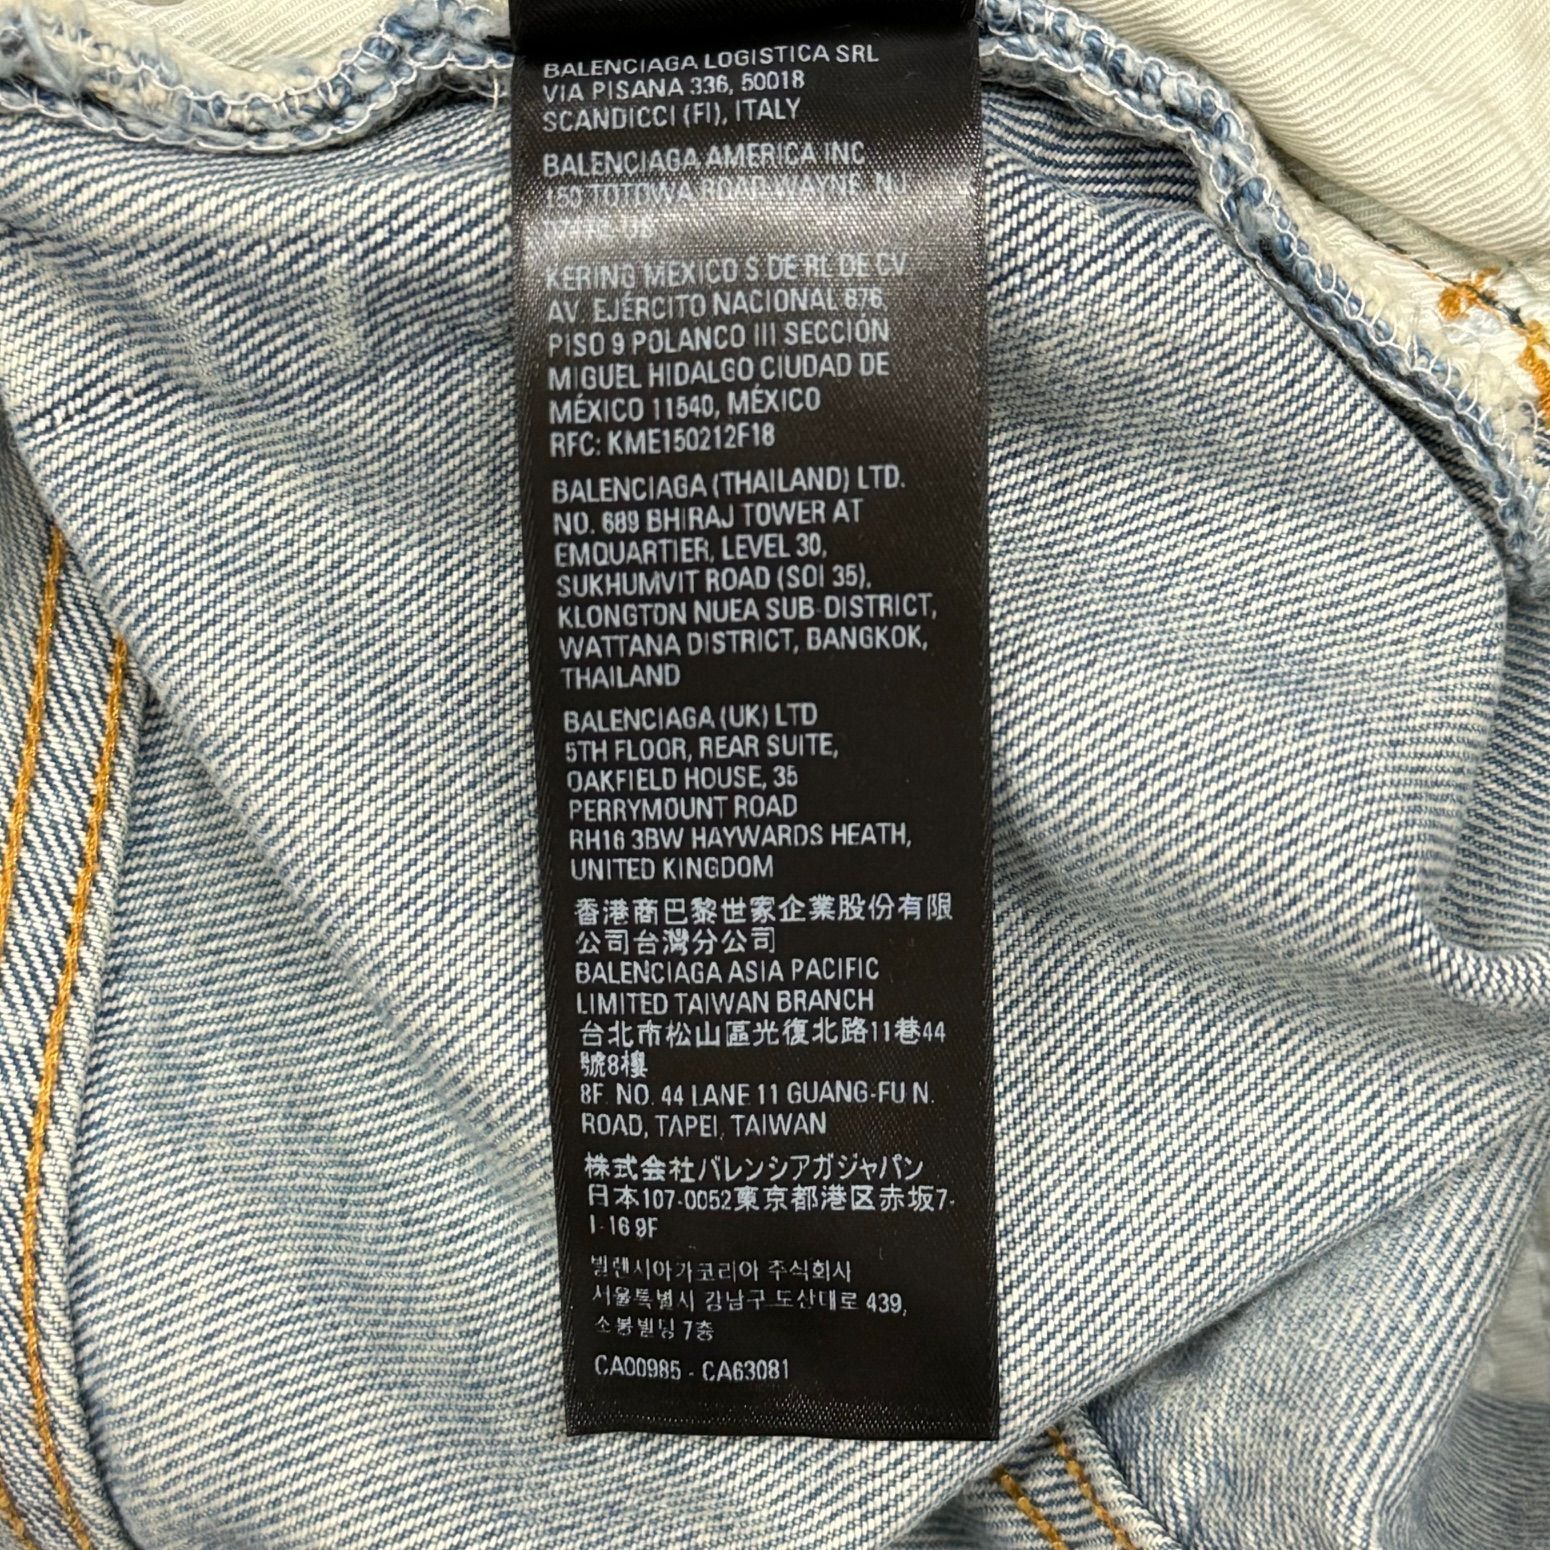 BALENCIAGA LOGISTICA SRL
VIA PISANA 336, 50018
SCANDICCI (FI), ITALY
BALENCIAGA AMERICA INC
150 TOTOWA ROAD WAYNE, NJ
KERING MEXICO S DE RL DE CV
AV. EJÉRCITO NACIONAL 676
PISO 9 POLANCO III SECCIÓN
MIGUEL HIDALGO CIUDAD DE
MÉXICO 11540, MÉXICO
RFC: KME150212F18
BALENCIAGA (THAILAND) LTD.
NO. 689 BHIRAJ TOWER AT
EMQUARTIER, LEVEL 30,
SUKHUMVIT ROAD (SOI 35),
KLONGTON NUEA SUB-DISTRICT,
WATTANA DISTRICT, BANGKOK,
THAILAND
BALENCIAGA (UK) LTD
5TH FLOOR, REAR SUITE,
OAKFIELD HOUSE, 35
PERRYMOUNT ROAD
RH16 3BW HAYWARDS HEATH,
UNITED KINGDOM
香港商巴黎世家企業股份有限
公司台灣分公司
BALENCIAGA ASIA PACIFIC
LIMITED TAIWAN BRANCH
台北市松山區光復北路11巷44
號8樓
8F. NO. 44 LANE 11 GUANG-FU N.
ROAD, TAPEI, TAIWAN
株式会社バレンシアガジャパン
日本107-0052東京都港区赤坂7-
1-16 9F
발렌시아가코리아 주식회사
서울특별시 강남구 도산대로 439,
소봉빌딩 7층
CA00985 - CA63081